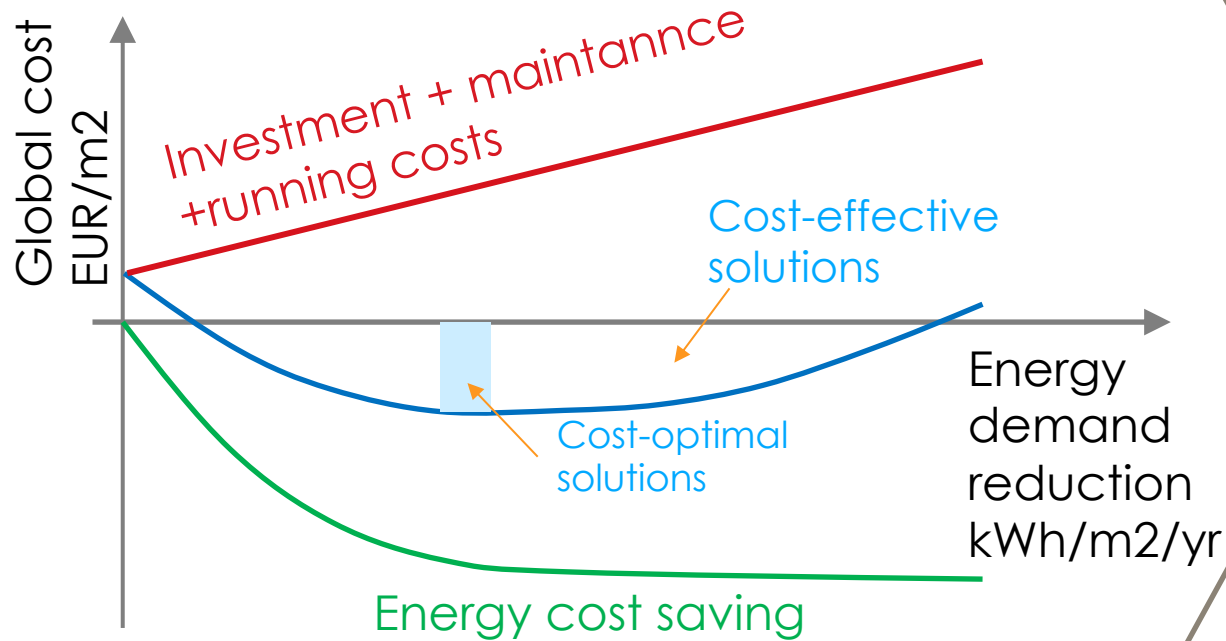 Global cost
EUR/m2
Investment + maintannce
+running costs
Cost-effective
solutions
Cost-optimal
solutions
Energy
demand
reduction
kWh/m2/yr
Energy cost saving